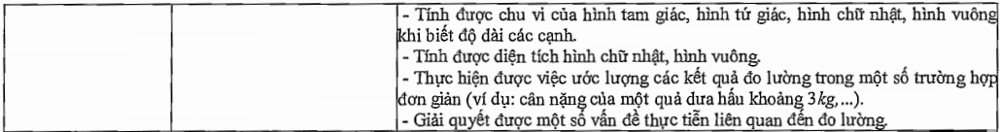 - Tính được chu vi của hình tam giác, hình tứ giác, hình chữ nhật, hình vuông
khi biết độ dài các cạnh.
- Tính được diện tích hình chữ nhật, hình vuông.
- Thực hiện được việc ước lượng các kết quả đo lường trong một số trường hợp
đơn giản (ví dụ: cân nặng của một quả dưa hấu khoảng 3kg,...).
- Giải quyết được một số vấn đề thực tiễn liên quan đến đo lường.